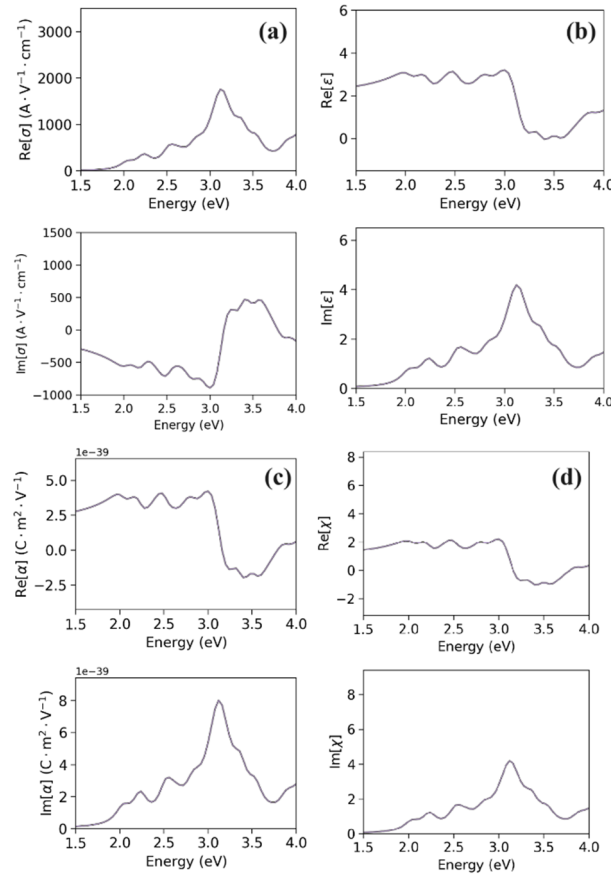 (a)
Re[σ] (A · V⁻¹ · cm⁻¹)
3000
2000
1000
0
1.5 2.0 2.5 3.0 3.5 4.0
Energy (eV)
(b)
Re[ε]
6
4
2
0
1.5 2.0 2.5 3.0 3.5 4.0
Energy (eV)
Im[σ] (A · V⁻¹ · cm⁻¹)
1500
1000
500
0
−500
−1000
1.5 2.0 2.5 3.0 3.5 4.0
Energy (eV)
Im[ε]
6
4
2
0
1.5 2.0 2.5 3.0 3.5 4.0
Energy (eV)
1e−39
(c)
Re[α] (C · m² · V⁻¹)
5.0
2.5
0.0
−2.5
1.5 2.0 2.5 3.0 3.5 4.0
Energy (eV)
(d)
Re[χ]
8
6
4
2
0
−2
1.5 2.0 2.5 3.0 3.5 4.0
Energy (eV)
1e−39
Im[α] (C · m² · V⁻¹)
8
6
4
2
0
1.5 2.0 2.5 3.0 3.5 4.0
Energy (eV)
Im[χ]
8
6
4
2
0
1.5 2.0 2.5 3.0 3.5 4.0
Energy (eV)